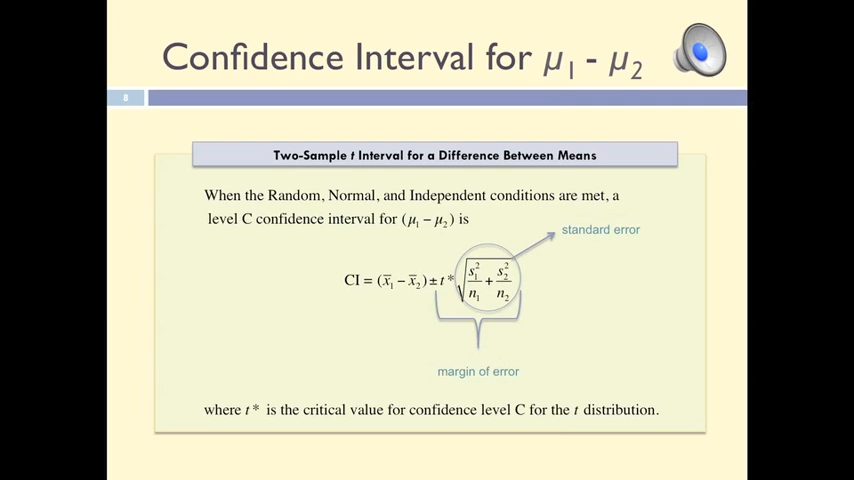 Confidence Interval for μ₁ - μ₂
8
Two-Sample t Interval for a Difference Between Means
When the Random, Normal, and Independent conditions are met, a
level C confidence interval for (μ₁ − μ₂) is
standard error
CI = (x̄₁ − x̄₂) ± t * √(s₁²/n₁ + s₂²/n₂)
margin of error
where t * is the critical value for confidence level C for the t distribution.